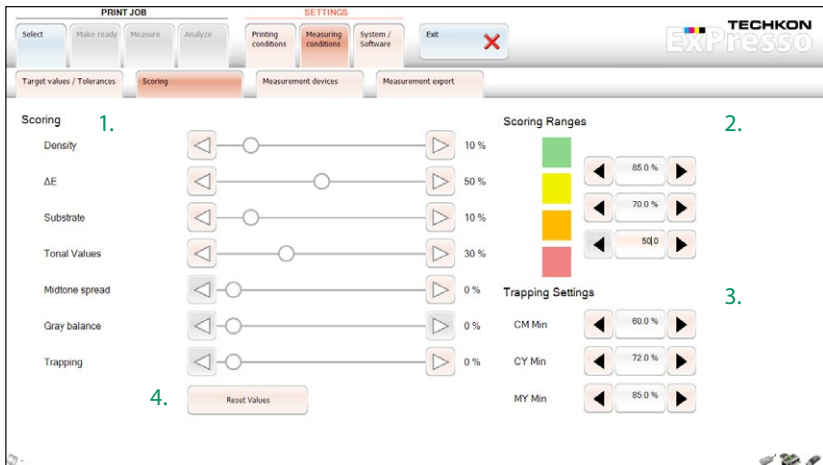 PRINT JOB
SETTINGS
Select
Make ready
Measure
Analyze
Printing
conditions
Measuring
conditions
System /
Software
Exit
TECHKON
ExPresso
Target values / Tolerances
Scoring
Measurement devices
Measurement export
Scoring
1.
Density
10 %
ΔE
50 %
Substrate
10 %
Tonal Values
30 %
Midtone spread
0 %
Gray balance
0 %
Trapping
0 %
4.
Reset Values
Scoring Ranges
2.
85.0 %
70.0 %
50.0
Trapping Settings
3.
CM Min
60.0 %
CY Min
72.0 %
MY Min
85.0 %